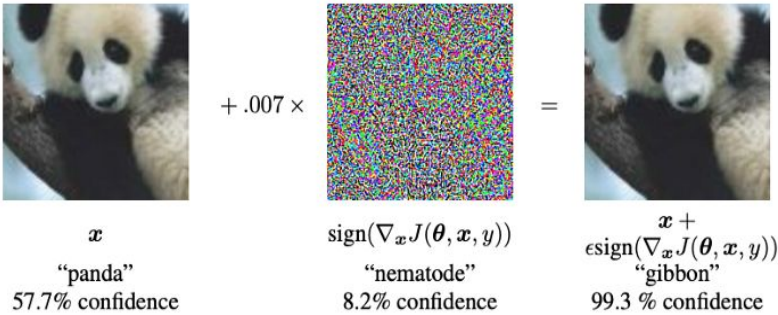 + .007 ×
=
x
sign(∇ₓJ(θ, x, y))
x +
ϵsign(∇ₓJ(θ, x, y))
“panda”
“nematode”
“gibbon”
57.7% confidence
8.2% confidence
99.3 % confidence